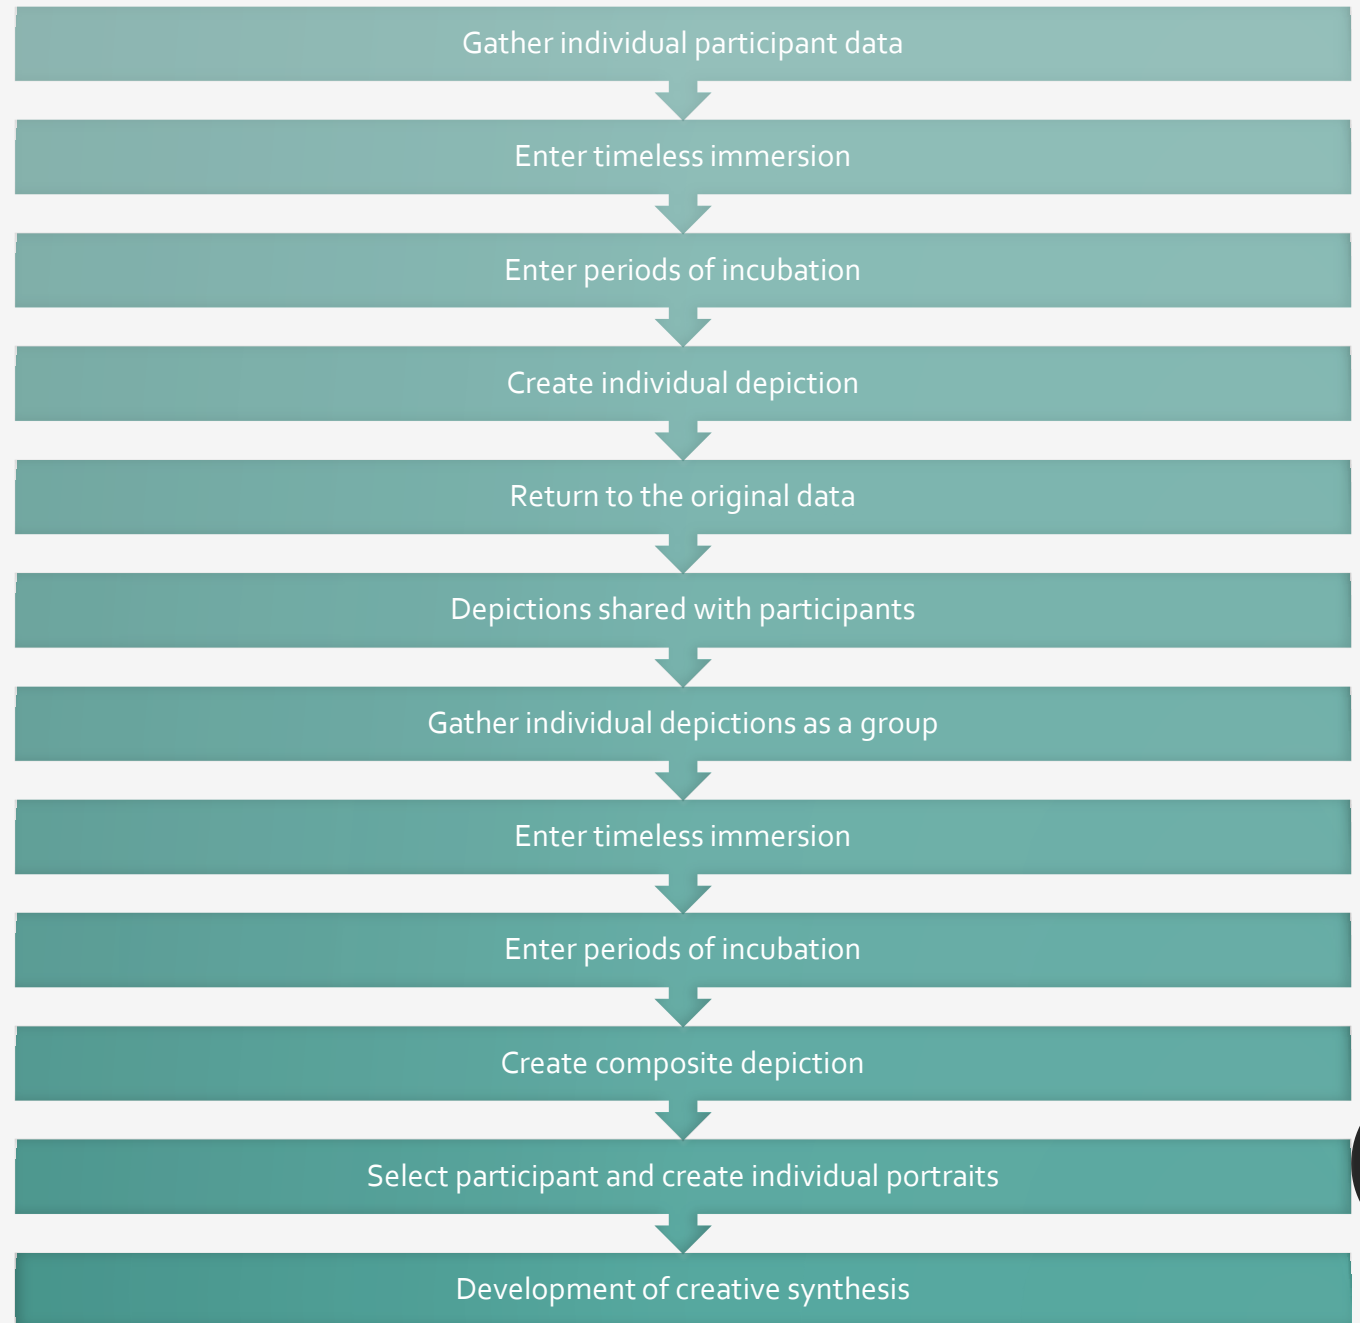 Gather individual participant data
Enter timeless immersion
Enter periods of incubation
Create individual depiction
Return to the original data
Depictions shared with participants
Gather individual depictions as a group
Enter timeless immersion
Enter periods of incubation
Create composite depiction
Select participant and create individual portraits
Development of creative synthesis